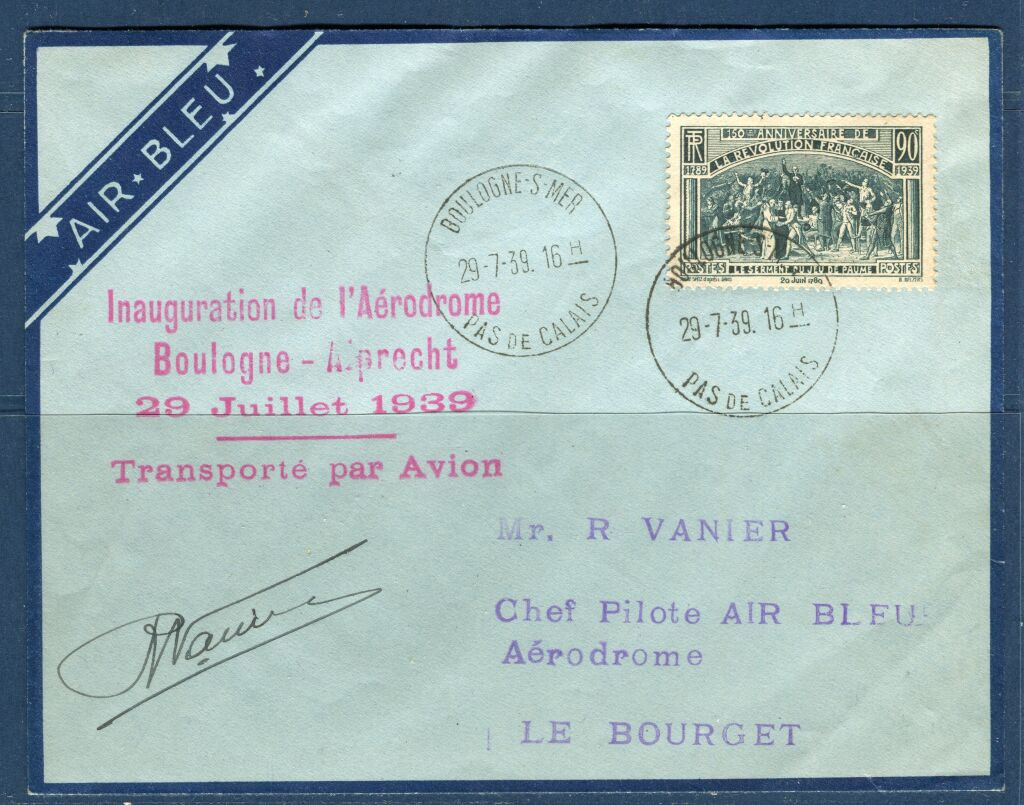 AIR ★ BLEU
150e ANNIVERSAIRE DE
LA REVOLUTION FRANÇAISE
RF
90
1789
1939
POSTES
LE SERMENT DU JEU DE PAUME
POSTES
20 Juin 1789
BOULOGNE-S-MER
29-7-39. 16 H
PAS DE CALAIS
BOULOGNE
29-7-39. 16 H
PAS DE CALAIS
Inauguration de l'Aérodrome
Boulogne - Alprecht
29 Juillet 1939
Transporté par Avion
Mr. R VANIER
Chef Pilote AIR BLEU
Aérodrome
LE BOURGET